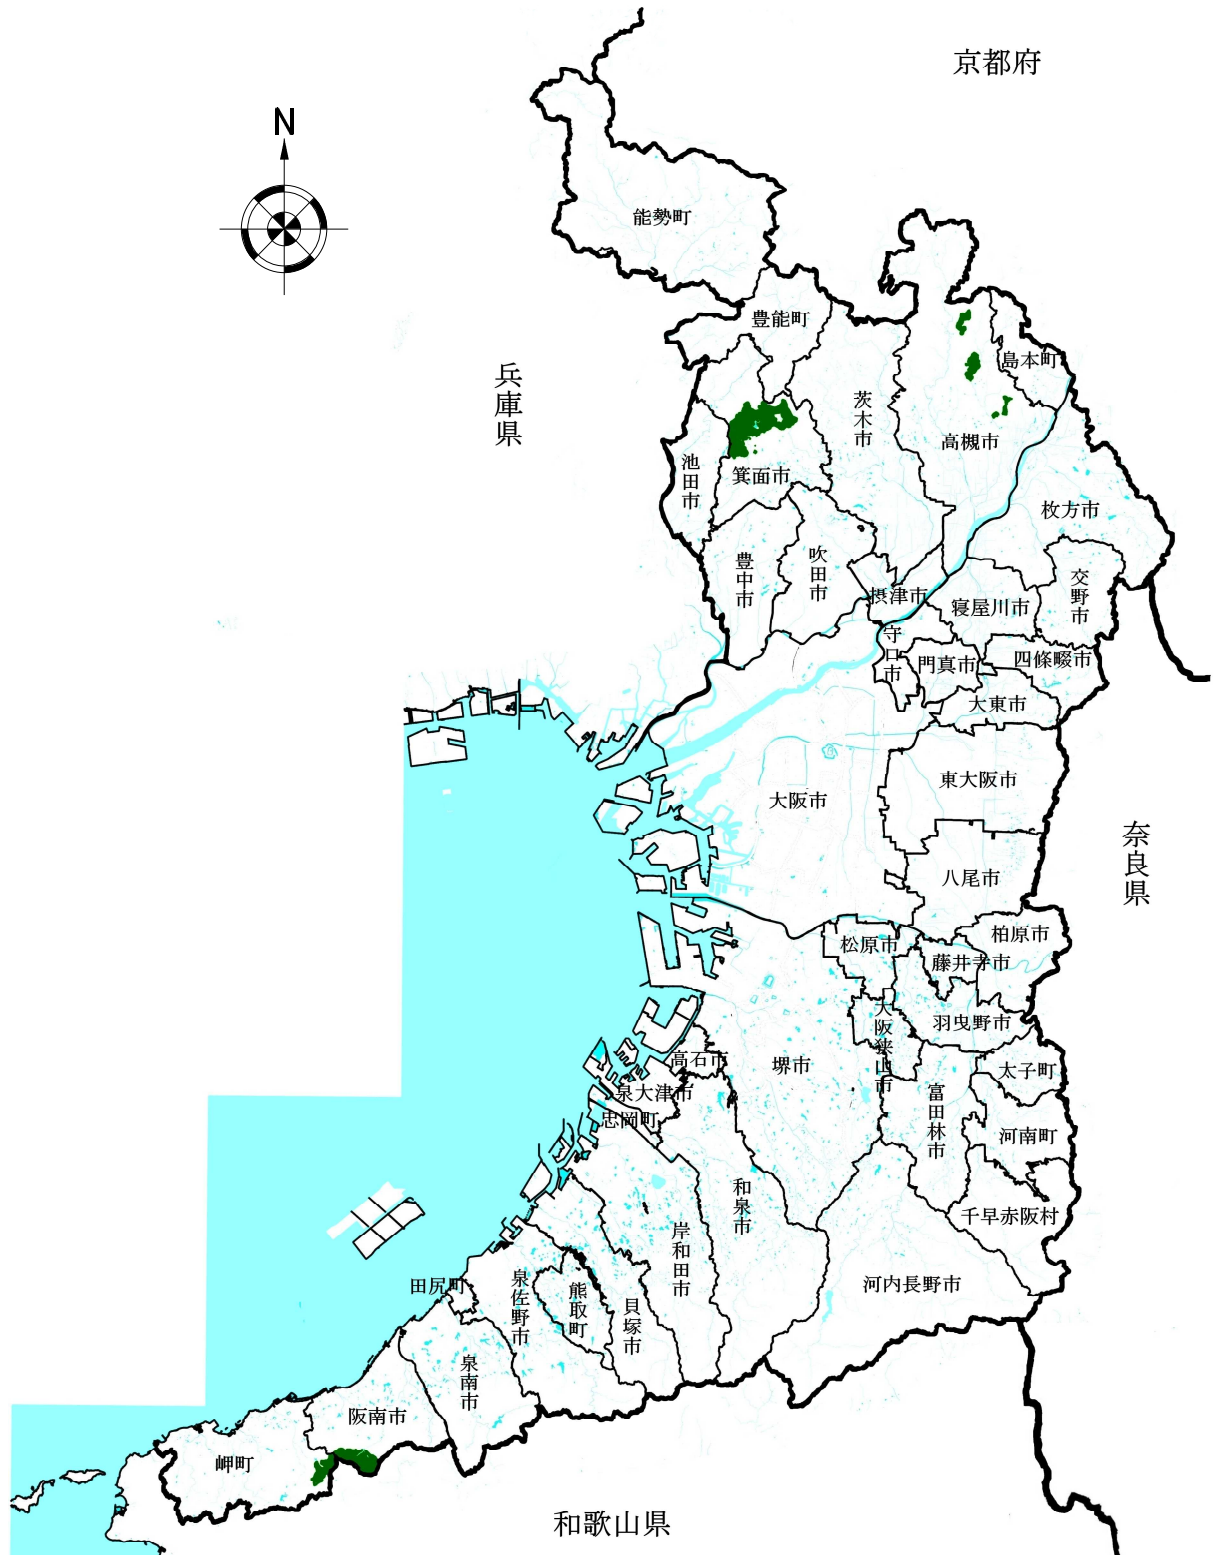 京都府
N
能勢町
豊能町
島本町
兵庫県
茨木市
高槻市
池田市
箕面市
枚方市
吹田市
豊中市
交野市
摂津市
寝屋川市
守口市
門真市
四條畷市
大東市
東大阪市
大阪市
奈良県
八尾市
柏原市
松原市
藤井寺市
大阪狭山市
羽曳野市
高石市
堺市
太子町
泉大津市
忠岡町
富田林市
河南町
和泉市
千早赤阪村
岸和田市
田尻町
泉佐野市
熊取町
貝塚市
河内長野市
泉南市
阪南市
岬町
和歌山県